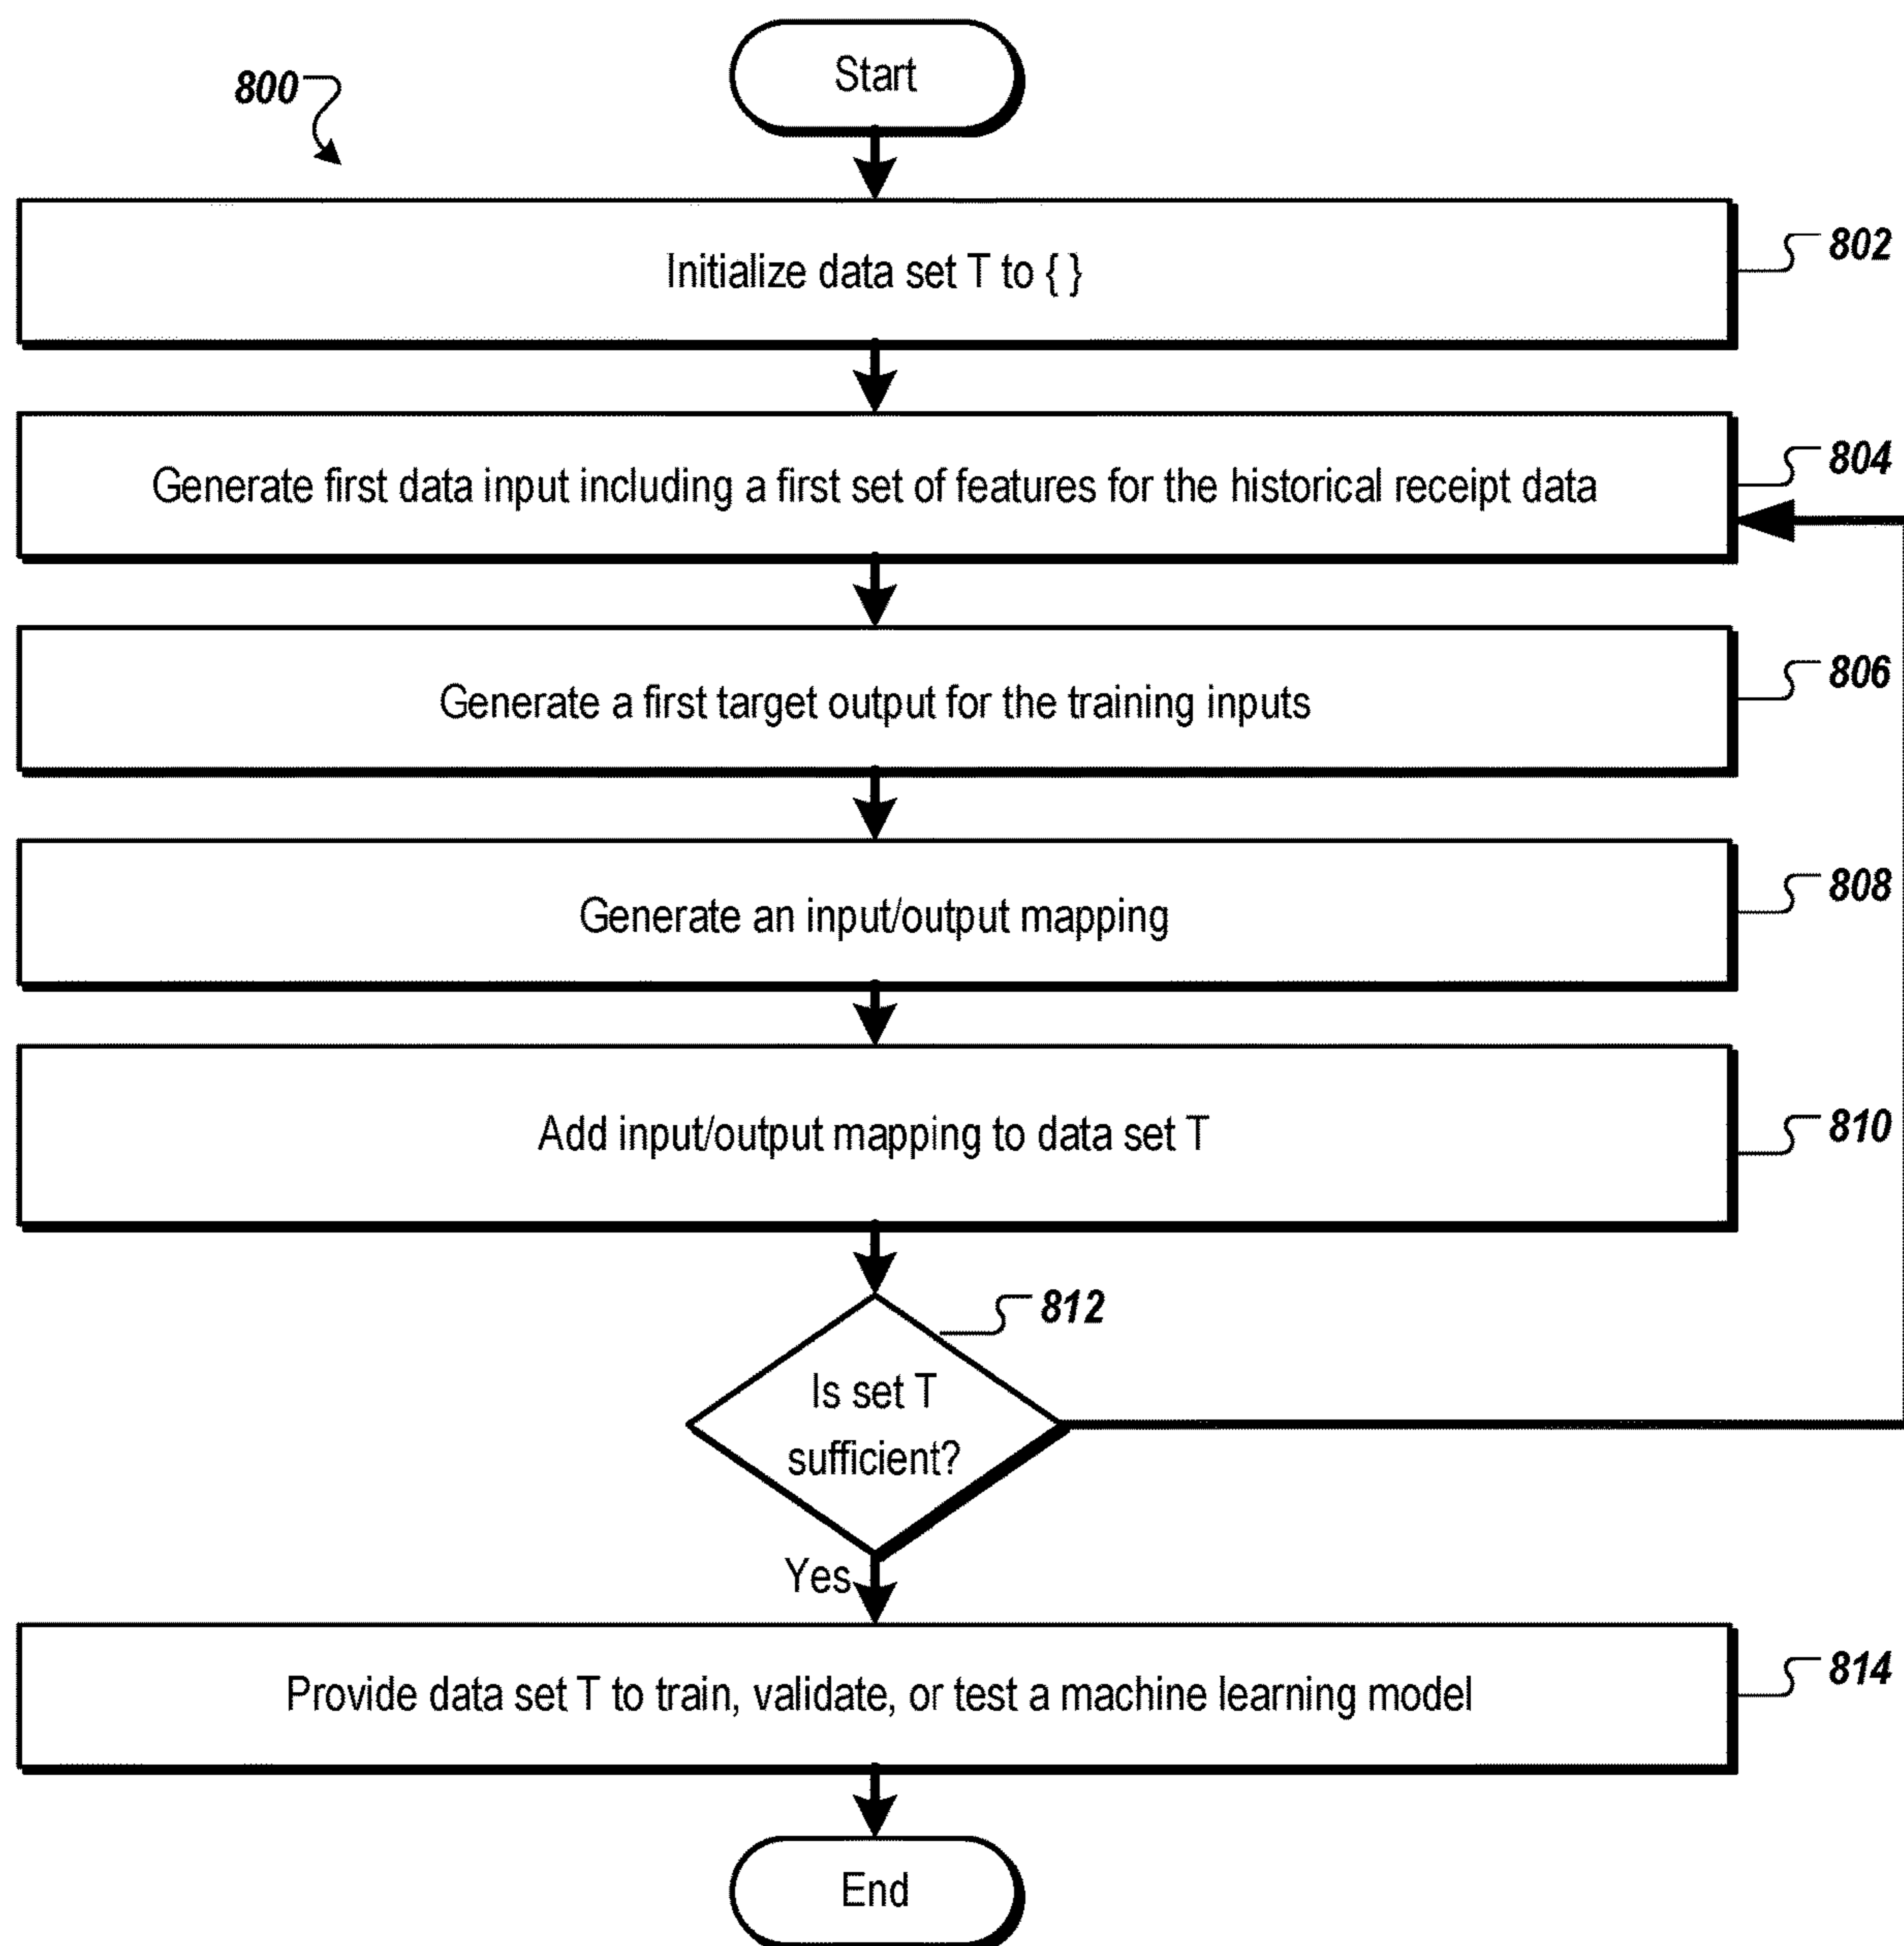 800
Start
Initialize data set T to { }
802
Generate first data input including a first set of features for the historical receipt data
804
Generate a first target output for the training inputs
806
Generate an input/output mapping
808
Add input/output mapping to data set T
810
812
Is set T
sufficient?
Yes
Provide data set T to train, validate, or test a machine learning model
814
End